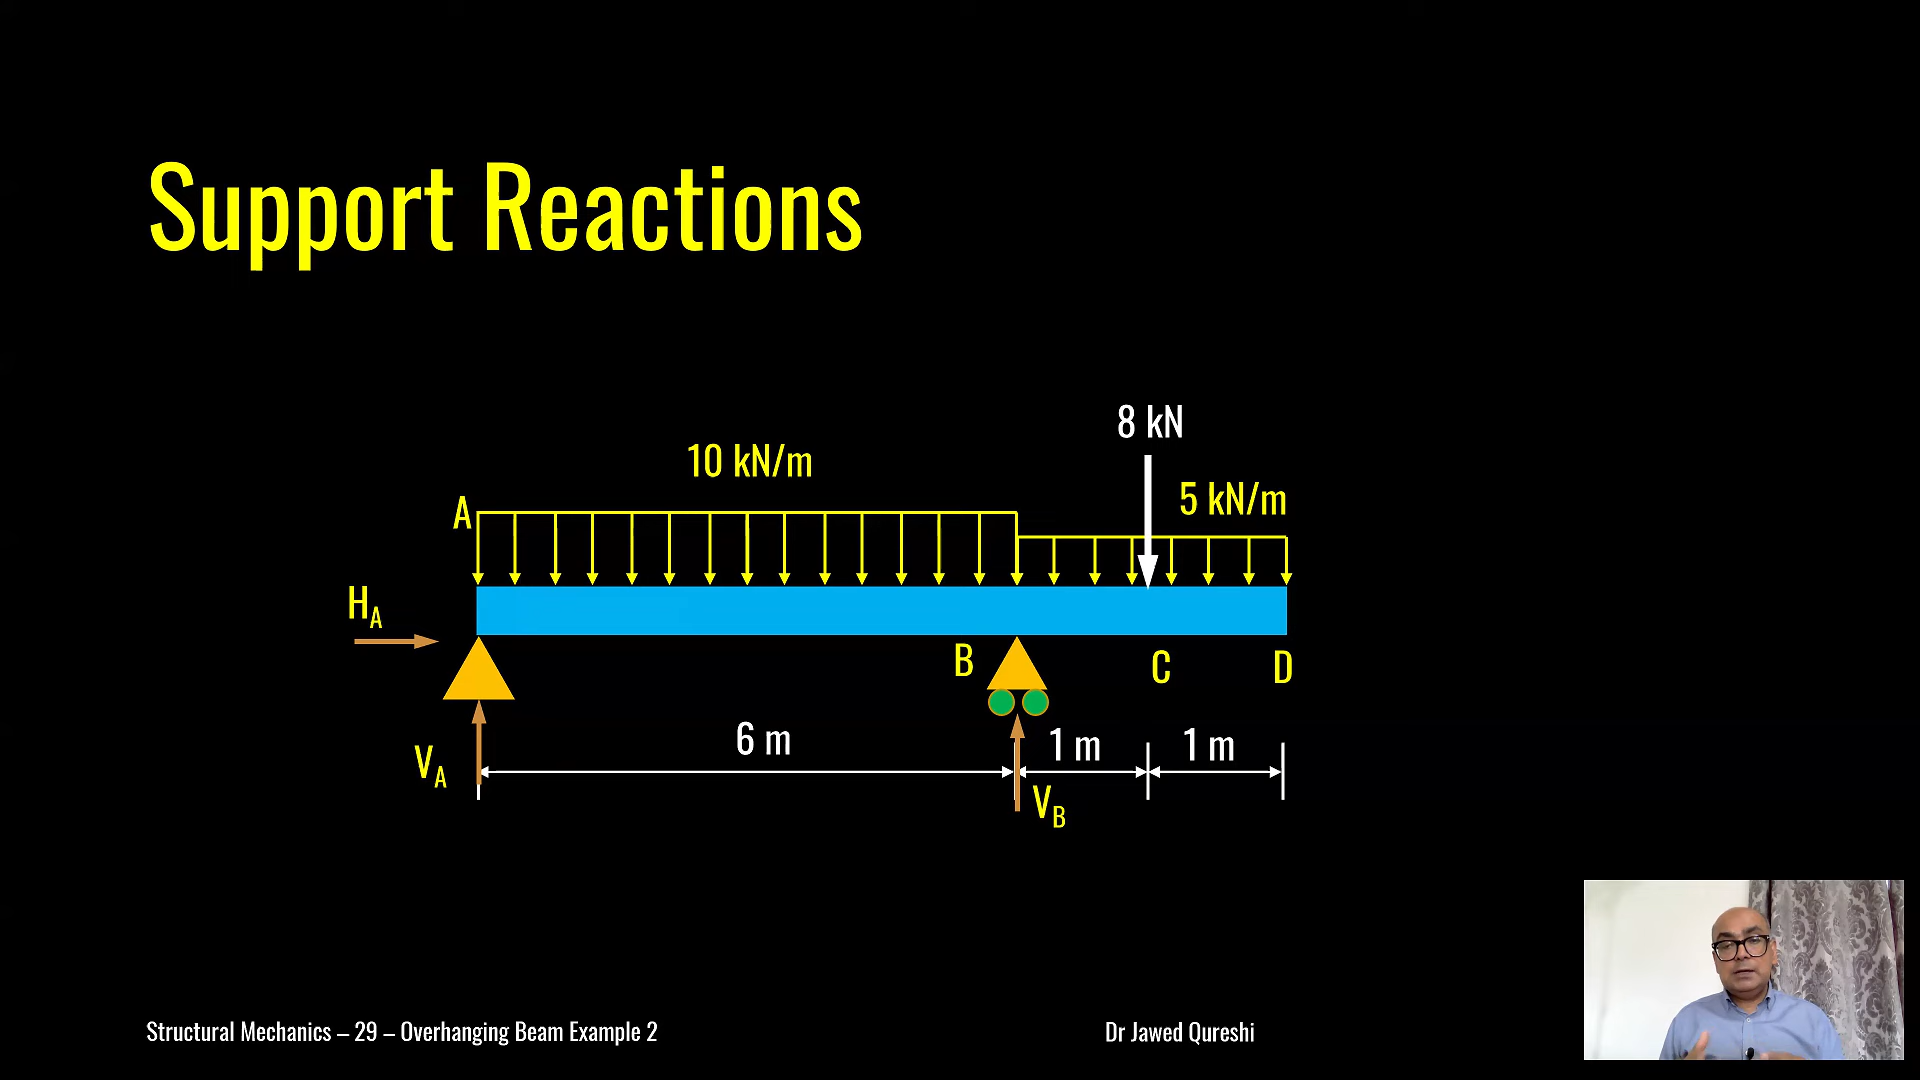 Support Reactions
8 kN
10 kN/m
5 kN/m
A
H_A
B
C
D
6 m
1 m
1 m
V_A
V_B
Structural Mechanics – 29 – Overhanging Beam Example 2
Dr Jawed Qureshi